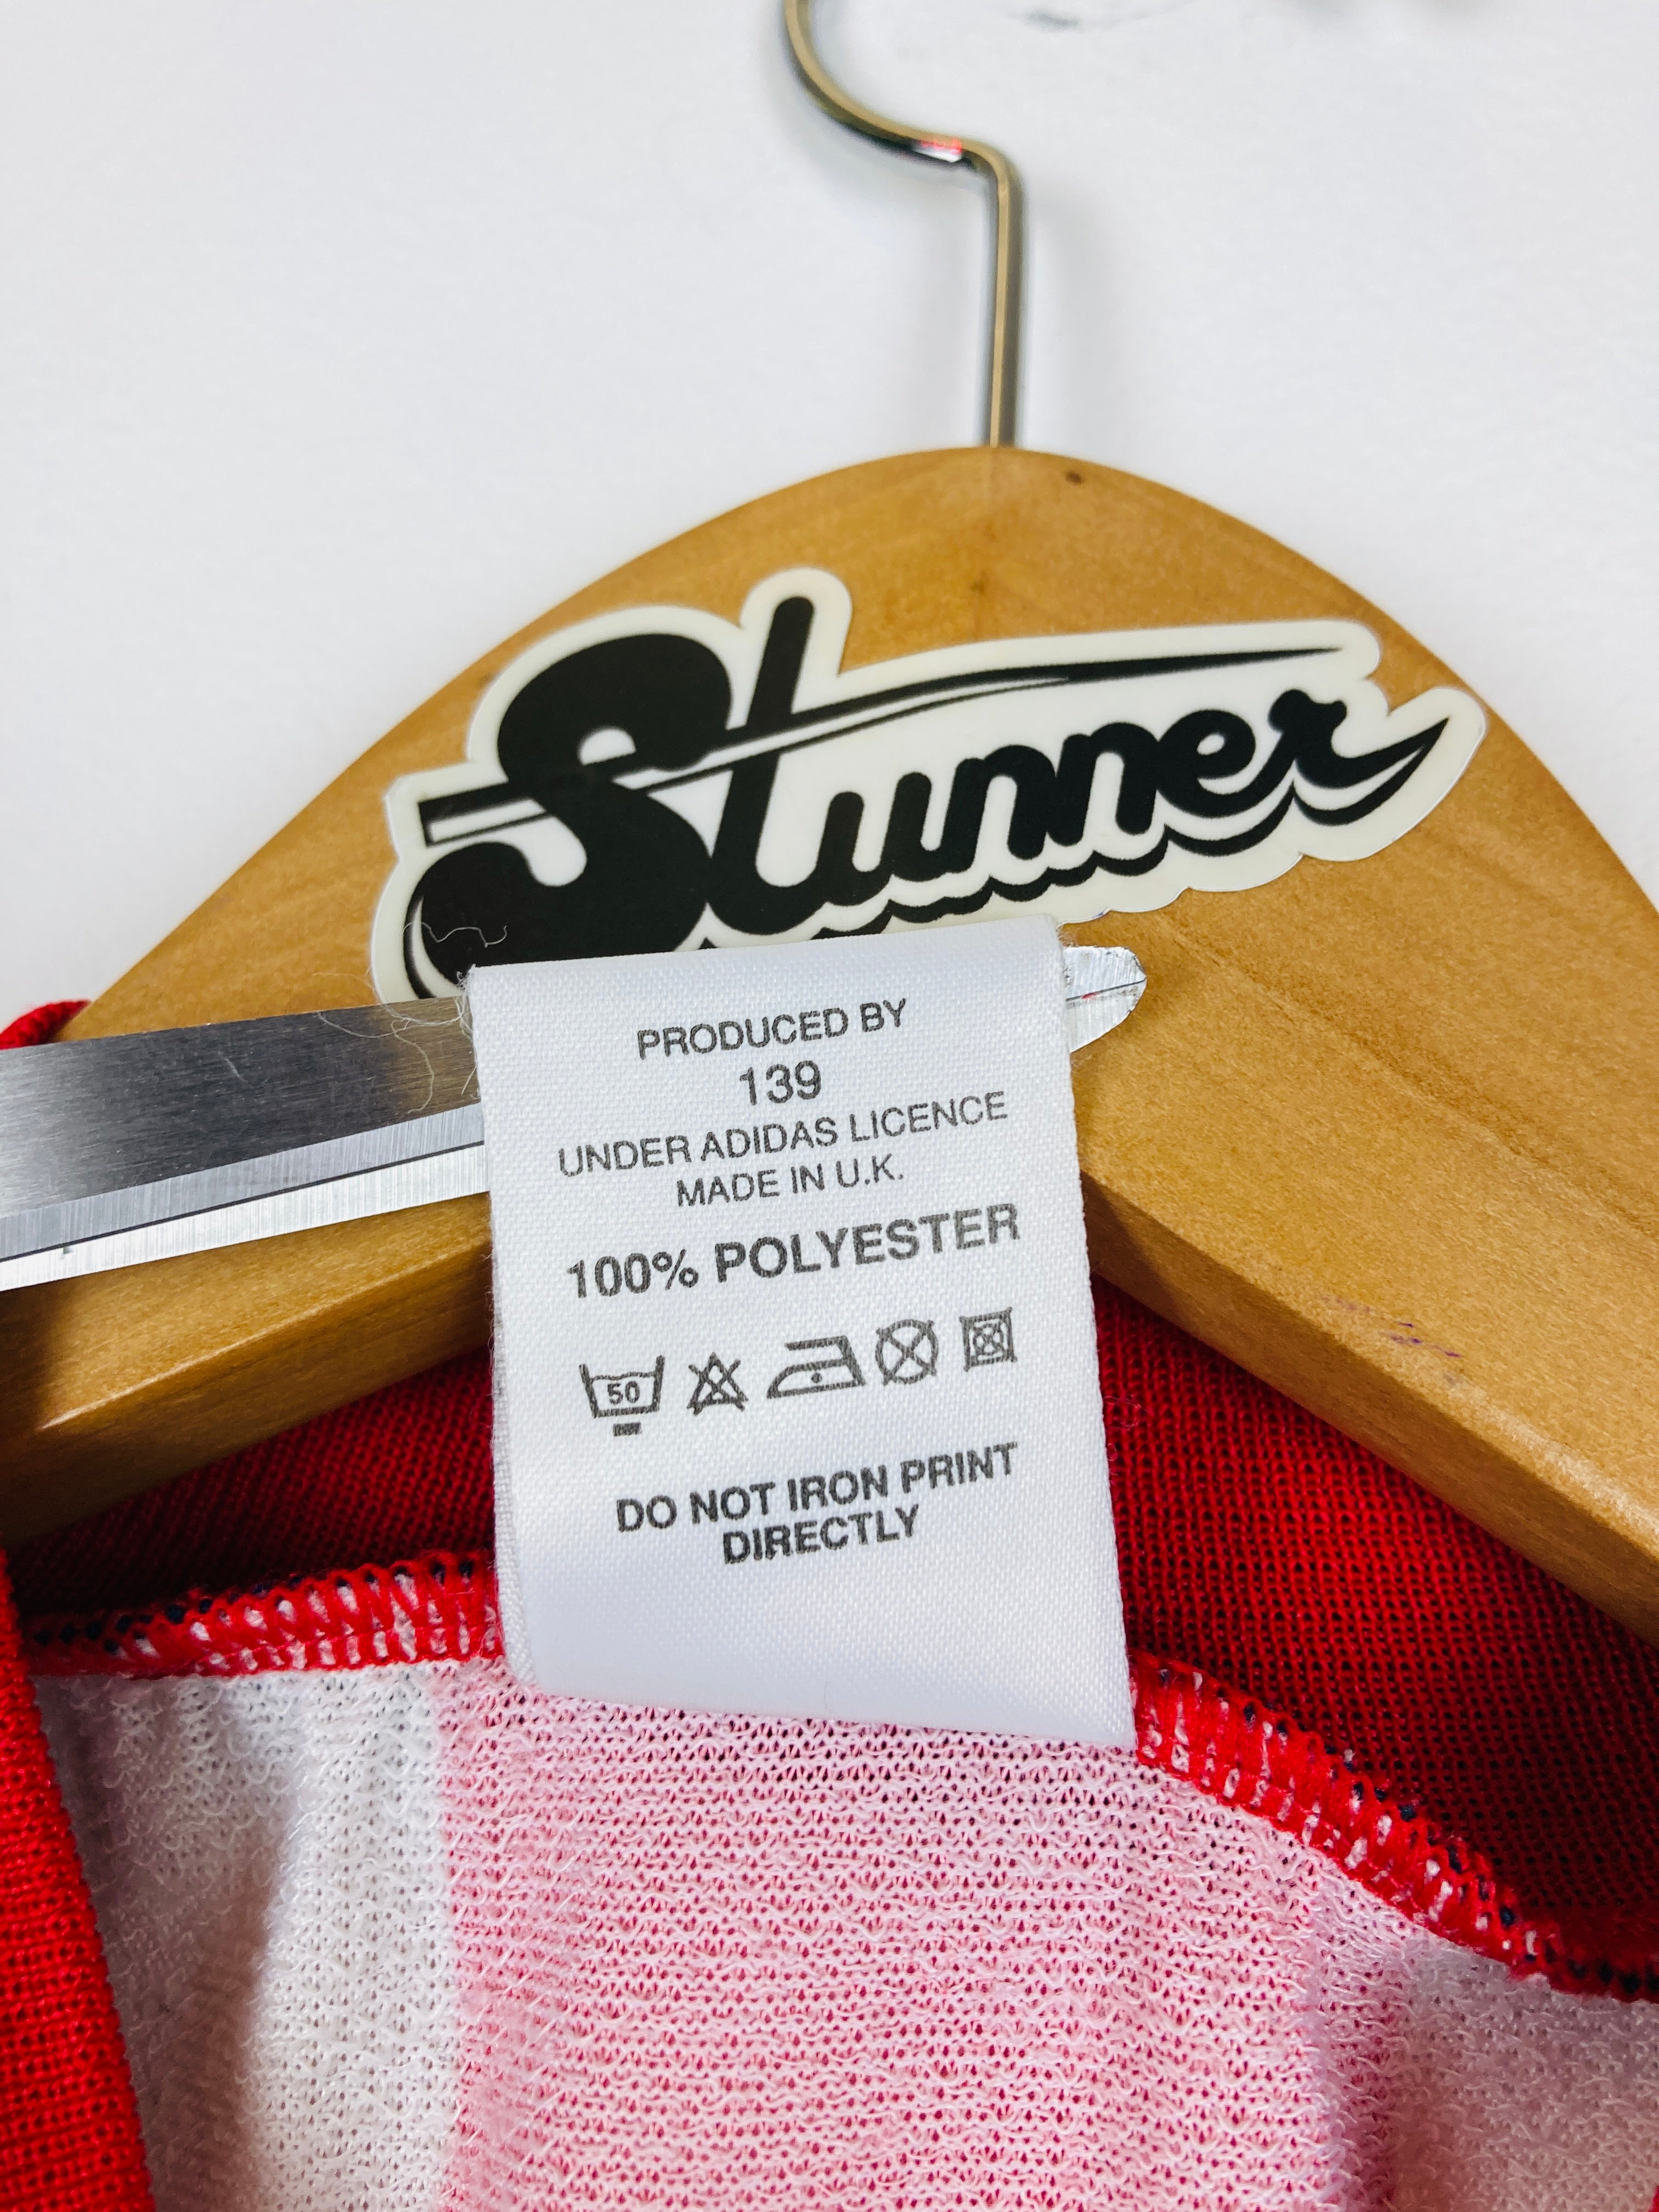 Stunner
PRODUCED BY
139
UNDER ADIDAS LICENCE
MADE IN U.K.
100% POLYESTER
50
DO NOT IRON PRINT
DIRECTLY